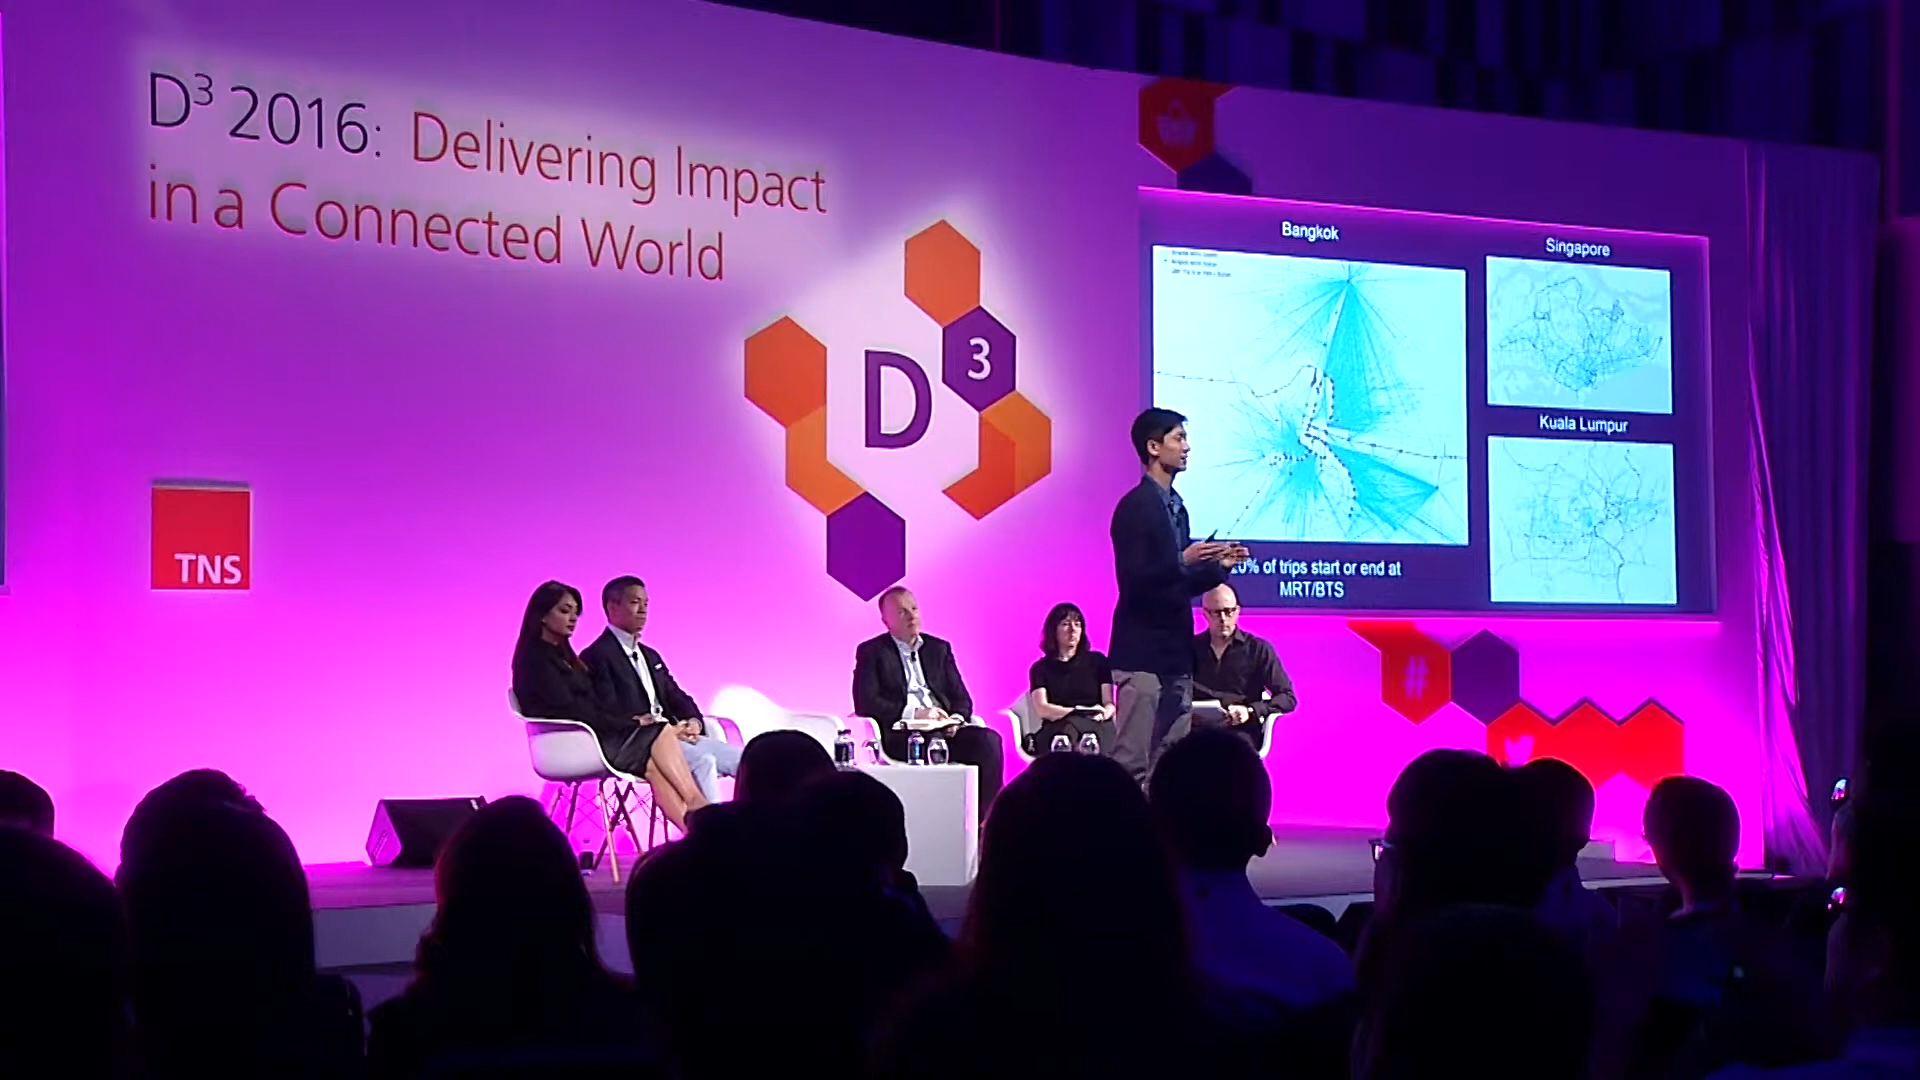 D³ 2016: Delivering Impact
in a Connected World
D³
TNS
Bangkok
Singapore
Kuala Lumpur
% of trips start or end at
MRT/BTS
#